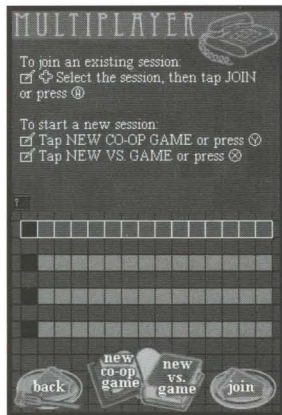 MULTIPLAYER
To join an existing session:
Select the session, then tap JOIN
or press Ⓐ
To start a new session:
Tap NEW CO-OP GAME or press Ⓨ
Tap NEW VS. GAME or press Ⓧ
?
back
new
co-op
game
new
vs.
game
join